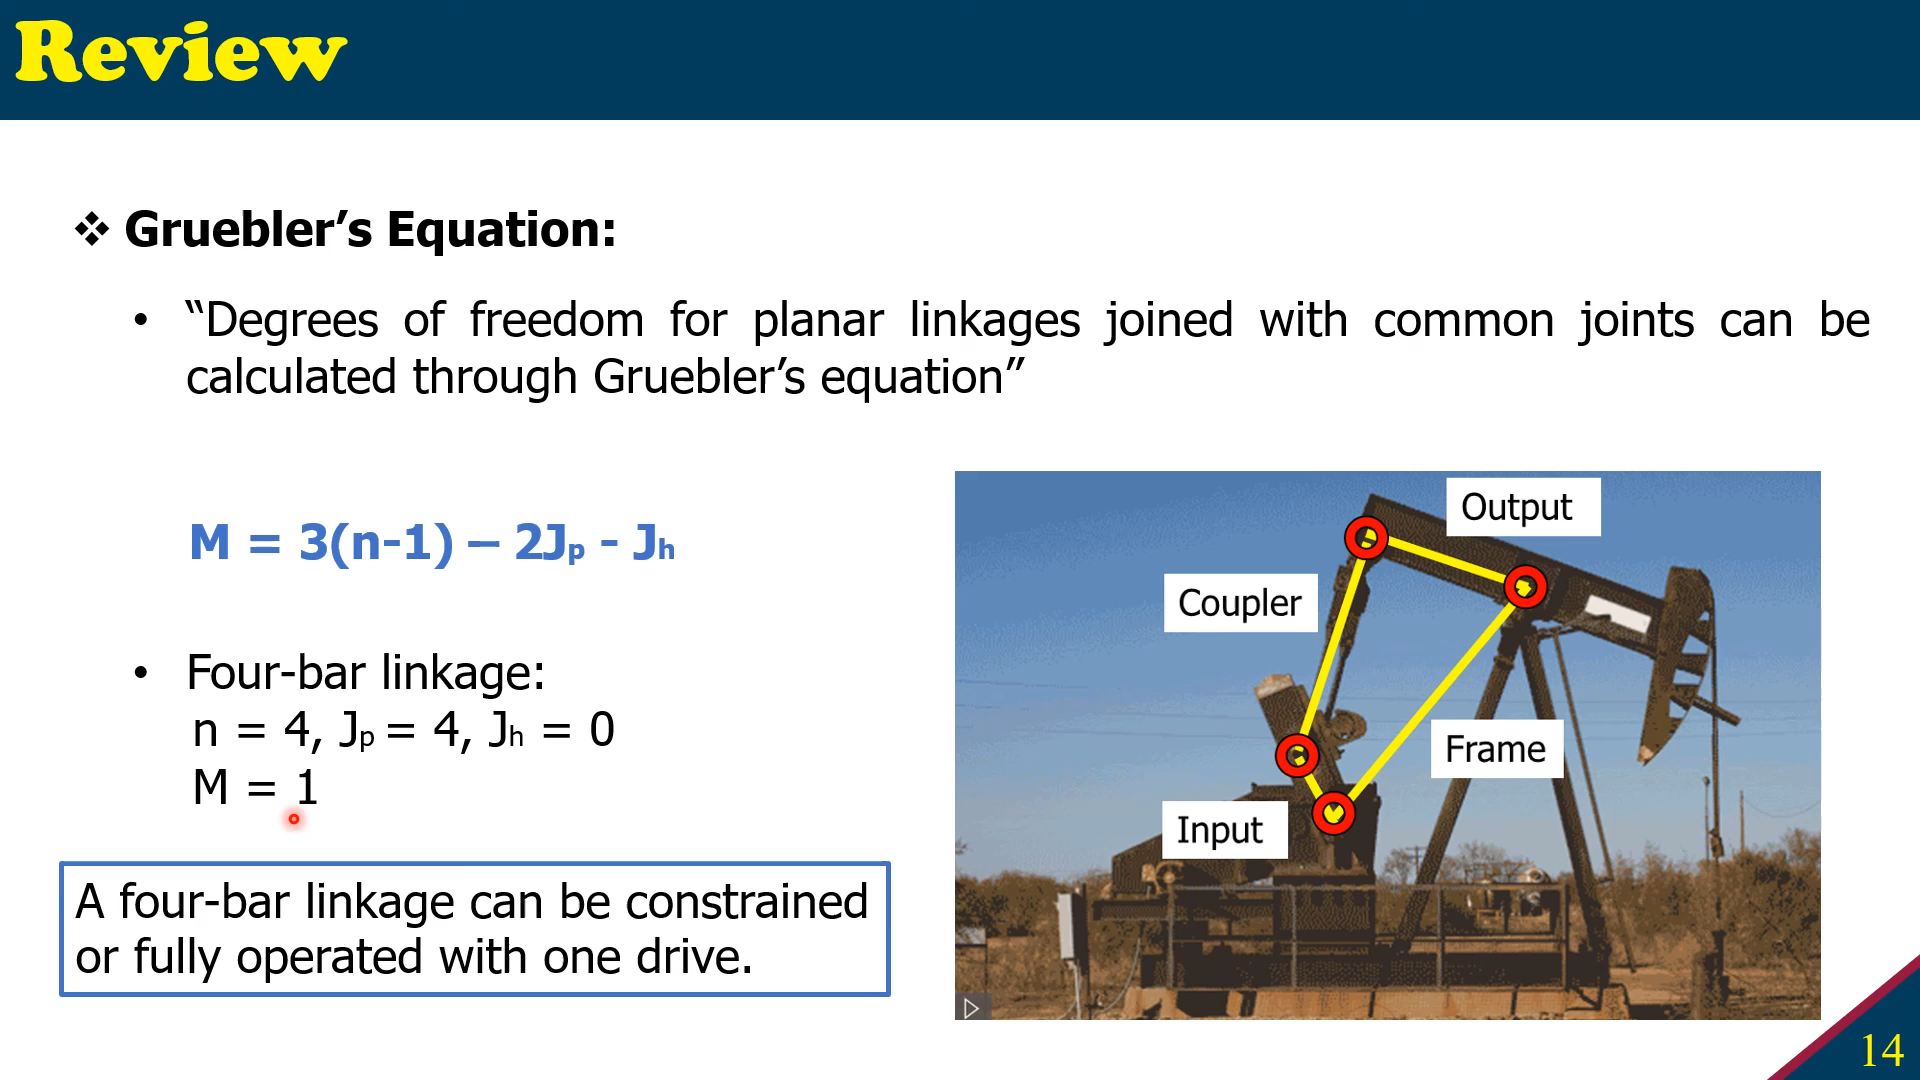 Review
❖ Gruebler’s Equation:
• “Degrees of freedom for planar linkages joined with common joints can be
calculated through Gruebler’s equation”
M = 3(n-1) – 2Jp - Jh
• Four-bar linkage:
n = 4, Jp = 4, Jh = 0
M = 1
A four-bar linkage can be constrained
or fully operated with one drive.
Output
Coupler
Frame
Input
14